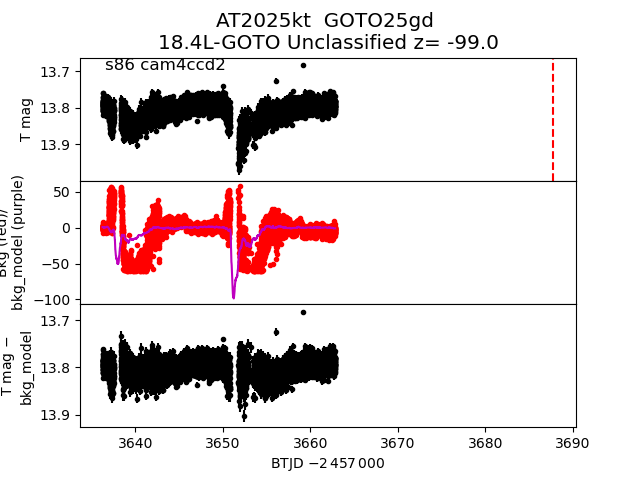 AT2025kt  GOTO25gd
18.4L-GOTO Unclassified z= -99.0
s86 cam4ccd2
13.7
13.8
13.9
T mag
50
0
−50
−100
Bkg (red)/
bkg_model (purple)
13.7
13.8
13.9
T mag −
bkg_model
3640
3650
3660
3670
3680
3690
BTJD −2 457 000